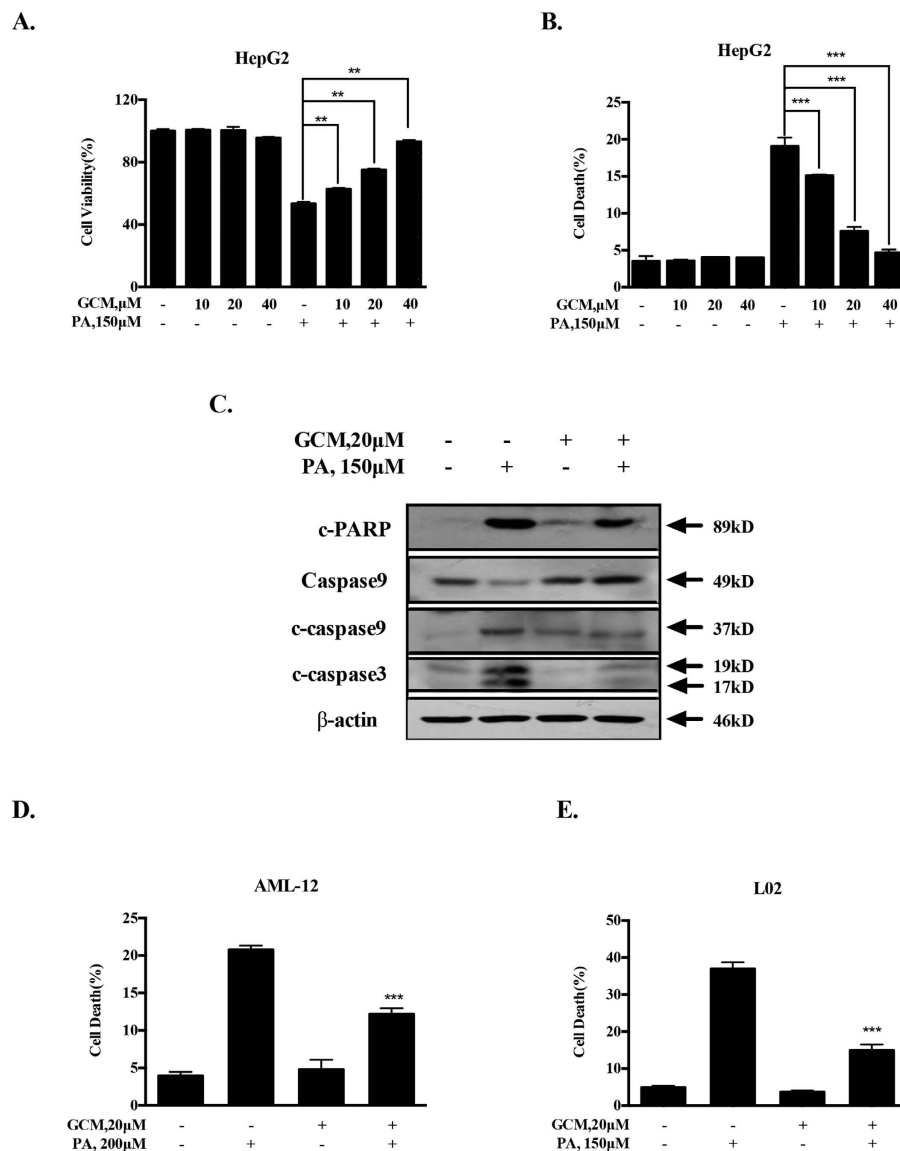 A.
HepG2
**
**
**
120
80
40
0
Cell Viability(%)
GCM,μM - 10 20 40 - 10 20 40
PA,150μM - - - - + + + +
B.
HepG2
***
***
***
25
20
15
10
5
0
Cell Death(%)
GCM,μM - 10 20 40 - 10 20 40
PA,150μM - - - - + + + +
C.
GCM,20μM - - + +
PA, 150μM - + - +
c-PARP 89kD
Caspase9 49kD
c-caspase9 37kD
c-caspase3 19kD
17kD
β-actin 46kD
D.
AML-12
25
20
15
10
5
0
Cell Death(%)
***
GCM,20μM - - + +
PA, 200μM - + - +
E.
L02
50
40
30
20
10
0
Cell Death(%)
***
GCM,20μM - - + +
PA, 150μM - + - +